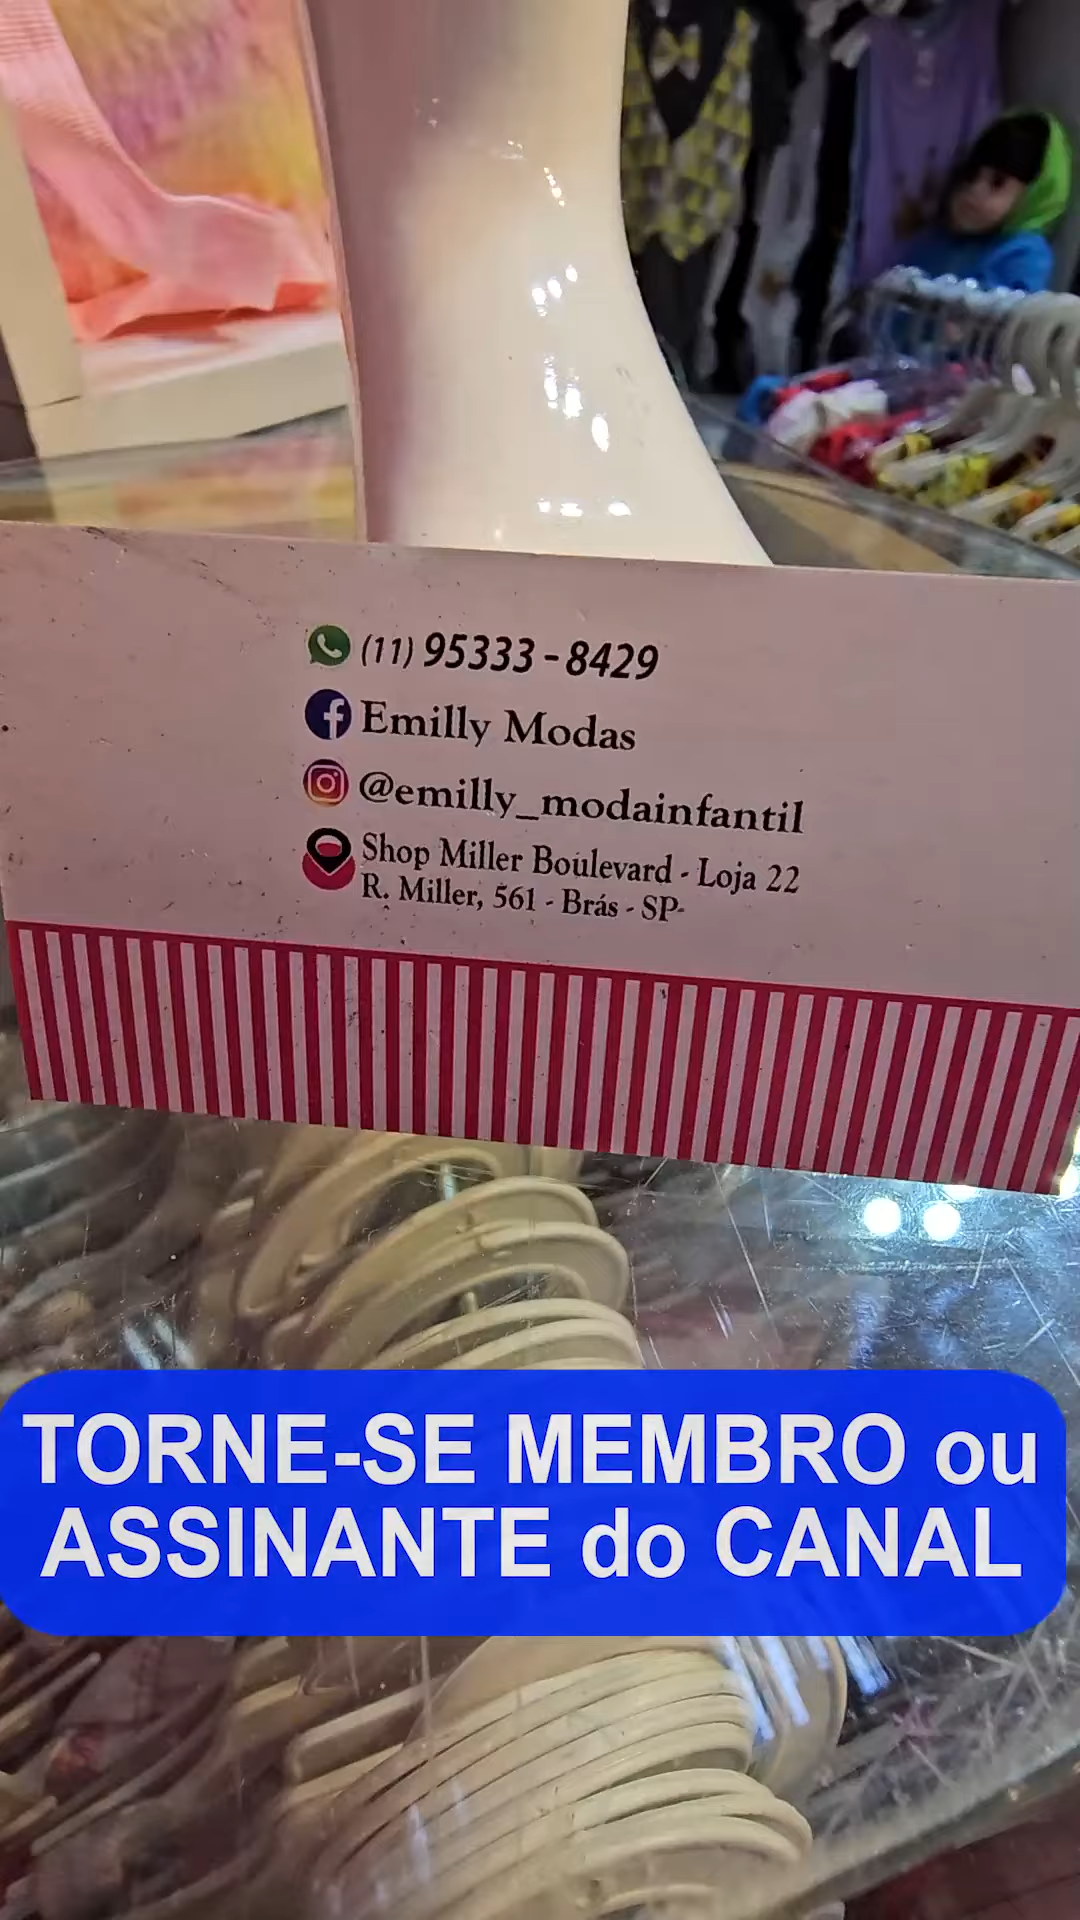 (11) 95333-8429
Emilly Modas
@emilly_modainfantil
Shop Miller Boulevard - Loja 22
R. Miller, 561 - Brás - SP-
TORNE-SE MEMBRO ou
ASSINANTE do CANAL